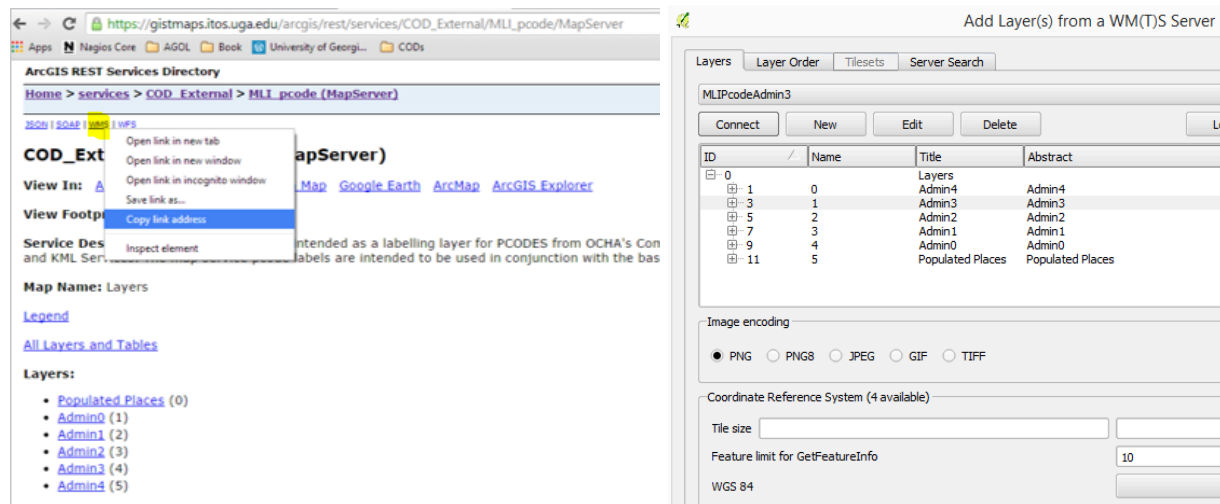 https://gistmaps.itos.uga.edu/arcgis/rest/services/COD_External/MLI_pcode/MapServer
Apps Nagios Core AGOL Book University of Georgi... CODs
ArcGIS REST Services Directory
Home > services > COD_External > MLI_pcode (MapServer)
JSON | SOAP | WMS | WFS
Open link in new tab
COD_Ext apServer)
Open link in new window
Open link in incognito window
View In: A Map Google Earth ArcMap ArcGIS Explorer
Save link as...
View Footp
Copy link address
Service Des ntended as a labelling layer for PCODES from OCHA's Com
Inspect element
and KML Ser labels are intended to be used in conjunction with the bas
Map Name: Layers
Legend
All Layers and Tables
Layers:
• Populated Places (0)
• Admin0 (1)
• Admin1 (2)
• Admin2 (3)
• Admin3 (4)
• Admin4 (5)
Add Layer(s) from a WM(T)S Server
Layers Layer Order Tilesets Server Search
MLIPcodeAdmin3
Connect New Edit Delete L
ID Name Title Abstract
0 Layers
1 0 Admin4 Admin4
3 1 Admin3 Admin3
5 2 Admin2 Admin2
7 3 Admin1 Admin1
9 4 Admin0 Admin0
11 5 Populated Places Populated Places
Image encoding
PNG PNG8 JPEG GIF TIFF
Coordinate Reference System (4 available)
Tile size
Feature limit for GetFeatureInfo 10
WGS 84